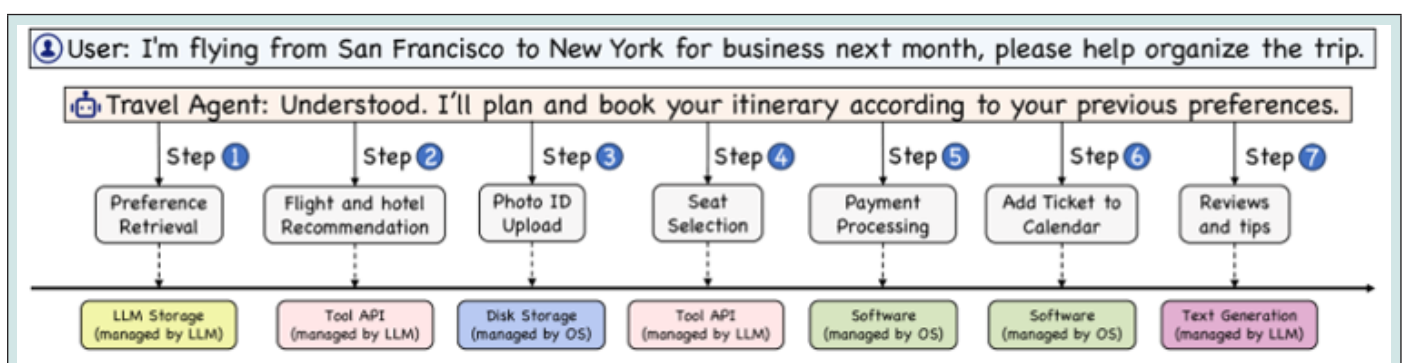 User: I'm flying from San Francisco to New York for business next month, please help organize the trip.
Travel Agent: Understood. I'll plan and book your itinerary according to your previous preferences.
Step 1
Step 2
Step 3
Step 4
Step 5
Step 6
Step 7
Preference
Retrieval
Flight and hotel
Recommendation
Photo ID
Upload
Seat
Selection
Payment
Processing
Add Ticket to
Calendar
Reviews
and tips
LLM Storage
(managed by LLM)
Tool API
(managed by LLM)
Disk Storage
(managed by OS)
Tool API
(managed by LLM)
Software
(managed by OS)
Software
(managed by OS)
Text Generation
(managed by LLM)